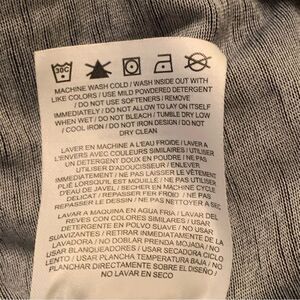 30C
MACHINE WASH COLD / WASH INSIDE OUT WITH
LIKE COLORS / USE MILD POWDERED DETERGENT
/ DO NOT USE SOFTENERS / REMOVE
IMMEDIATELY / DO NOT ALLOW TO LAY ON ITSELF
WHEN WET / DO NOT BLEACH / TUMBLE DRY LOW
/ COOL IRON / DO NOT IRON DESIGN / DO NOT
DRY CLEAN
LAVER EN MACHINE A L'EAU FROIDE / LAVER A
L'ENVERS AVEC COULEURS SIMILAIRES / UTILISER
UN DETERGENT DOUX EN POUDRE / NE PAS
UTILISER D'ADOUCISSEUR / ENLEVER
IMMEDIATEMENT / NE PAS LAISSER LE VÊTEMENT
PLIÉ LORSQU'IL EST MOUILLÉ / NE PAS UTILISER
D'EAU DE JAVEL / SECHER EN MACHINE CYCLE
DELICAT / REPASSER FER FROID / NE PAS
REPASSER LE DESSIN / NE PAS NETTOYER A SEC
LAVAR A MAQUINA EN AGUA FRIA / LAVAR DEL
REVES CON COLORES SIMILARES / USAR
DETERGENTE EN POLVO SUAVE / NO USAR
SUAVIZANTES / RETIRAR INMEDIATAMENTE DE LA
LAVADORA / NO DOBLAR PRENDA MOJADA / NO
USAR BLANQUEADORES / USAR SECADORA CICLO
LENTO / USAR PLANCHA TEMPERATURA BAJA / NO
PLANCHAR DIRECTAMENTE SOBRE EL DISEÑO /
NO LAVAR EN SECO